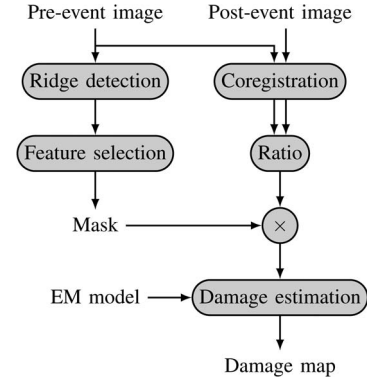 Pre-event image
Post-event image
Ridge detection
Coregistration
Feature selection
Ratio
Mask
×
EM model
Damage estimation
Damage map